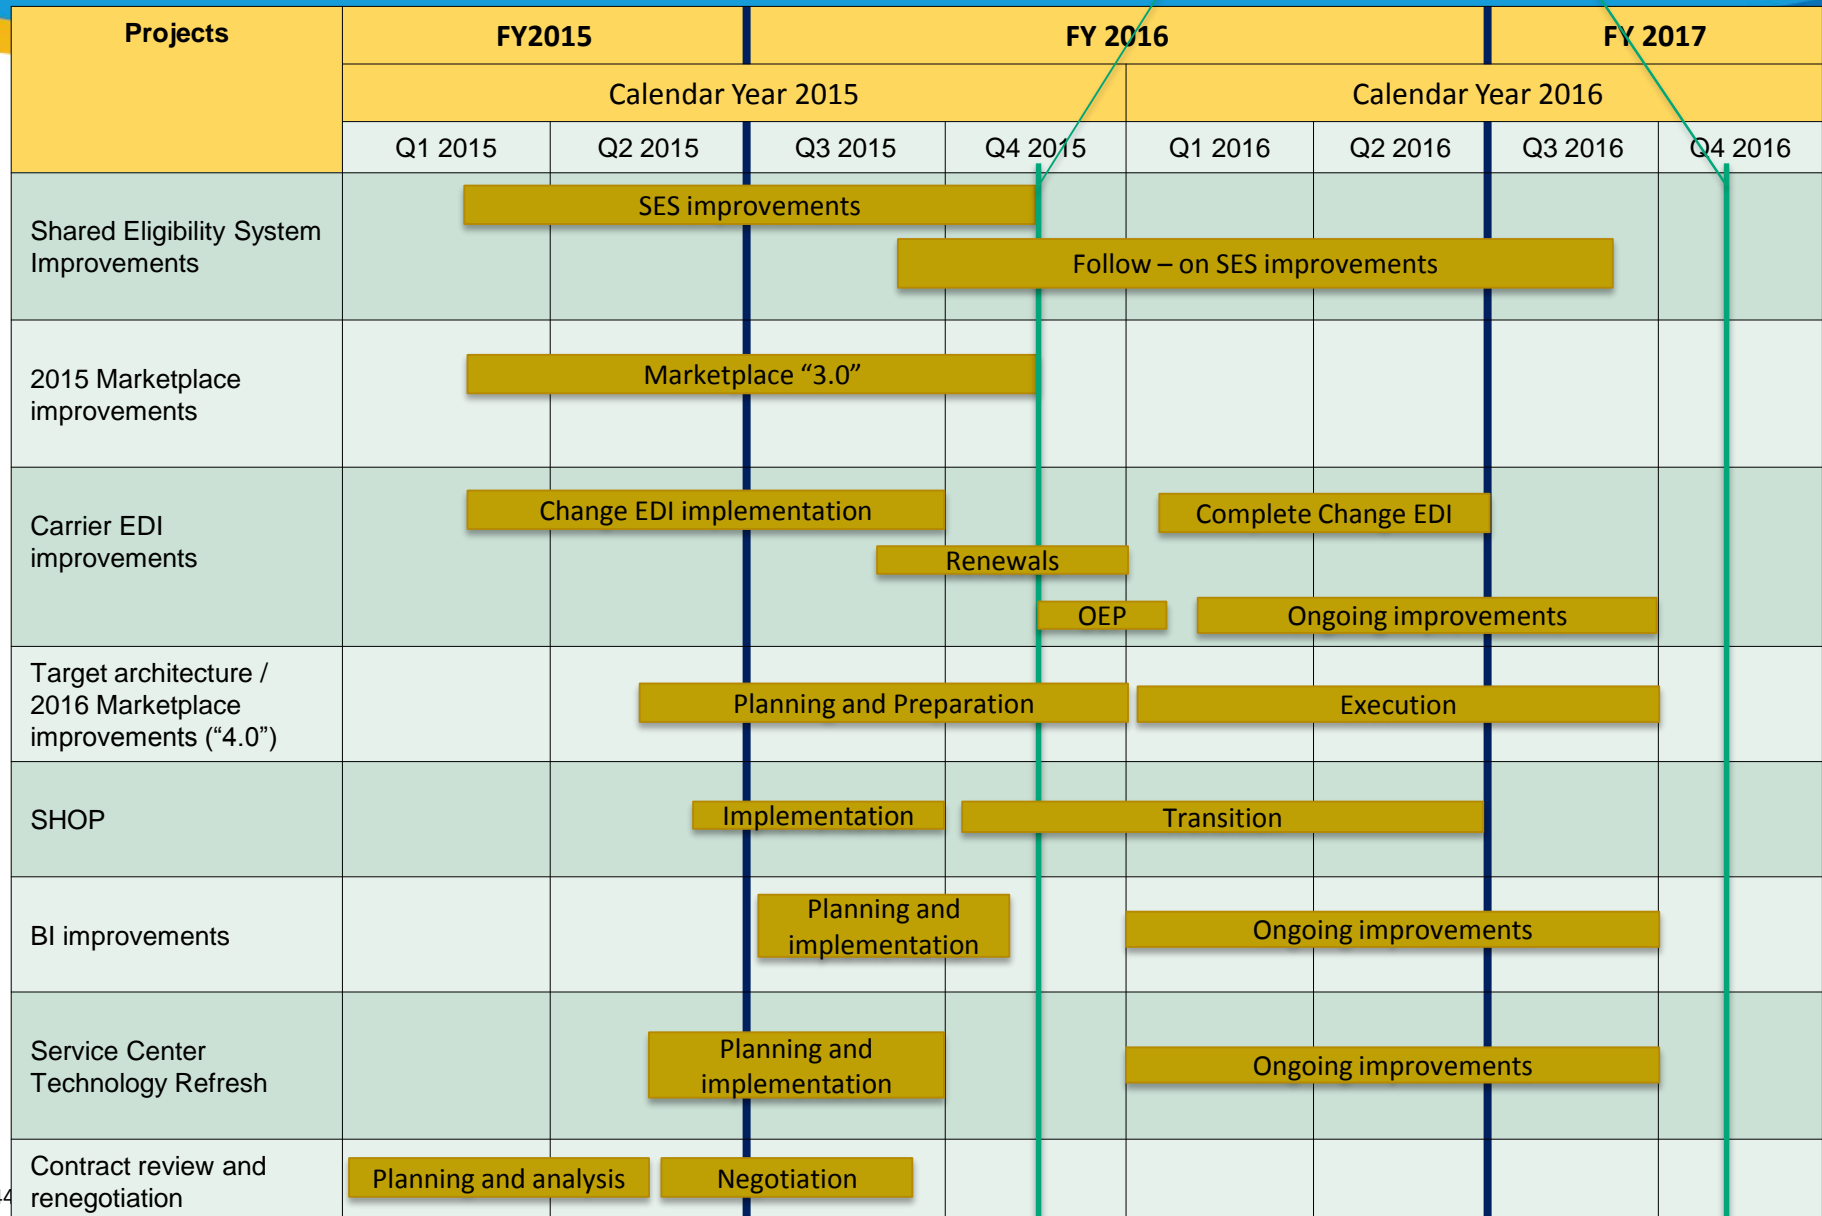 Projects
FY2015
FY 2016
FY 2017
Calendar Year 2015
Calendar Year 2016
Q1 2015
Q2 2015
Q3 2015
Q4 2015
Q1 2016
Q2 2016
Q3 2016
Q4 2016
Shared Eligibility System
Improvements
SES improvements
Follow – on SES improvements
2015 Marketplace
improvements
Marketplace “3.0”
Carrier EDI
improvements
Change EDI implementation
Complete Change EDI
Renewals
OEP
Ongoing improvements
Target architecture /
2016 Marketplace
improvements (“4.0”)
Planning and Preparation
Execution
SHOP
Implementation
Transition
BI improvements
Planning and
implementation
Ongoing improvements
Service Center
Technology Refresh
Planning and
implementation
Ongoing improvements
Contract review and
renegotiation
Planning and analysis
Negotiation